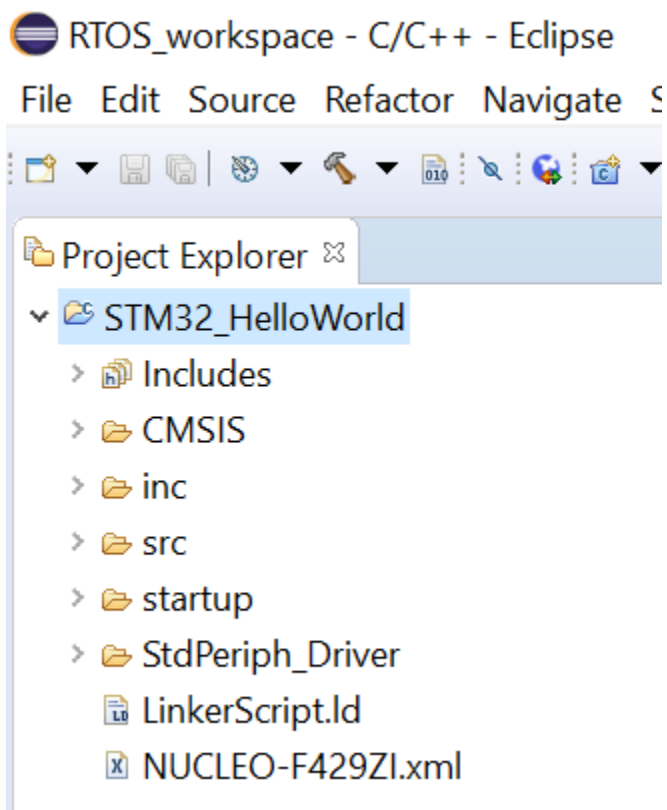 RTOS_workspace - C/C++ - Eclipse
File Edit Source Refactor Navigate S
010
Project Explorer
STM32_HelloWorld
Includes
CMSIS
inc
src
startup
StdPeriph_Driver
LinkerScript.ld
NUCLEO-F429ZI.xml